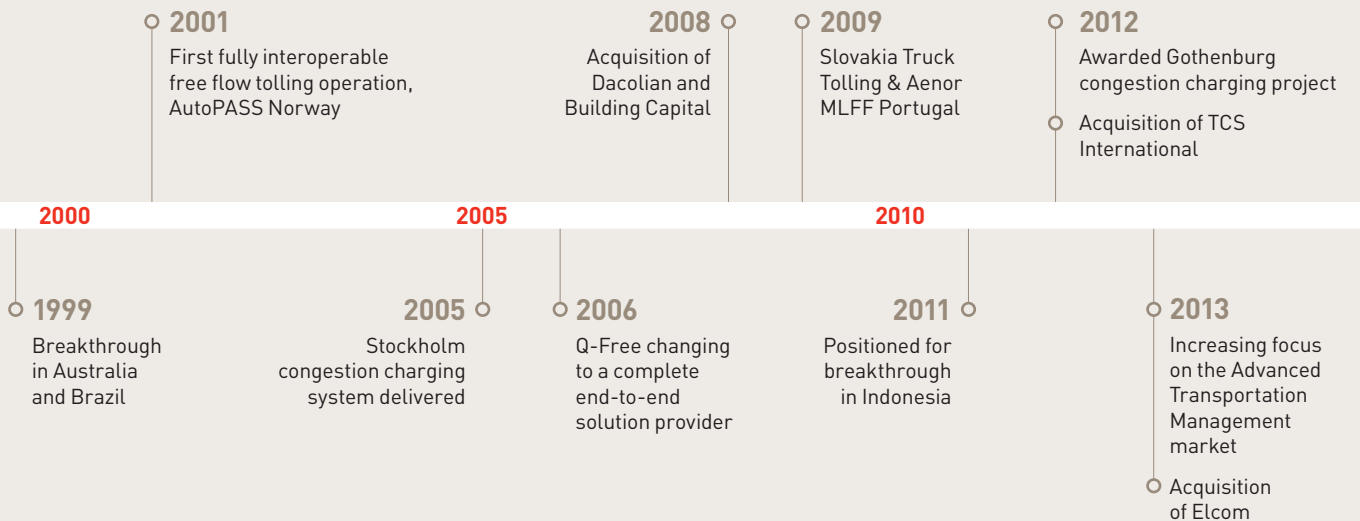 2001
First fully interoperable
free flow tolling operation,
AutoPASS Norway
2008
Acquisition of
Dacolian and
Building Capital
2009
Slovakia Truck
Tolling & Aenor
MLFF Portugal
2012
Awarded Gothenburg
congestion charging project
Acquisition of TCS
International
2000
2005
2010
1999
Breakthrough
in Australia
and Brazil
2005
Stockholm
congestion charging
system delivered
2006
Q-Free changing
to a complete
end-to-end
solution provider
2011
Positioned for
breakthrough
in Indonesia
2013
Increasing focus
on the Advanced
Transportation
Management
market
Acquisition
of Elcom